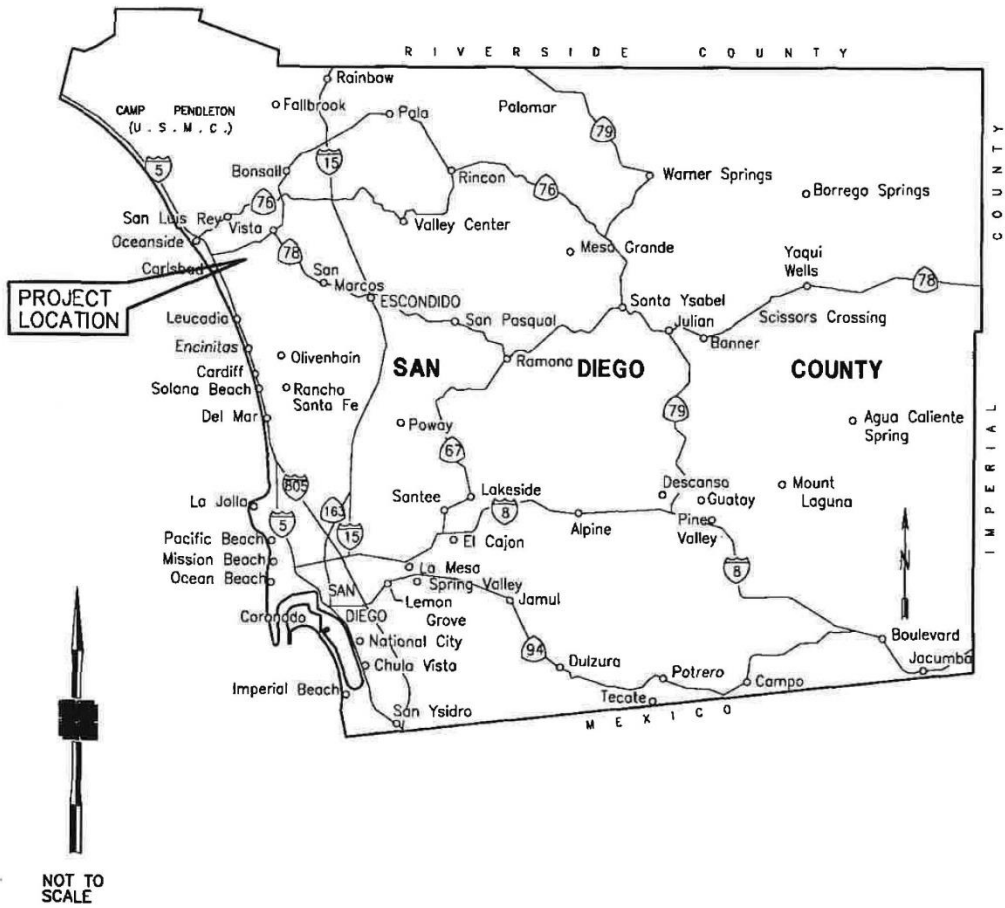 R I V E R S I D E C O U N T Y
Rainbow
Fallbrook
Pala
Palomar
79
CAMP PENDLETON
(U.S.M.C.)
5
15
Bonsall
Rincon
76
Warner Springs
Borrego Springs
76
San Luis Rey
Vista
Valley Center
Oceanside
78
Mesa Grande
Carlsbad
San
Marcos
Yaqui
Wells
78
PROJECT
LOCATION
ESCONDIDO
Santa Ysabel
Leucadia
San Pasqual
Julian
Scissors Crossing
Banner
Encinitas
Olivenhain
Ramona
SAN DIEGO COUNTY
Cardiff
Solana Beach
Rancho
Santa Fe
Del Mar
Poway
79
Agua Caliente
Spring
67
805
Descanso
Mount
Laguna
Guatay
La Jolla
163
Santee
Lakeside
8
Alpine
Pine
Valley
5
15
El Cajon
Pacific Beach
Mission Beach
La Mesa
8
Ocean Beach
Spring Valley
SAN
DIEGO
Lemon
Grove
Jamul
Coronado
National City
94
Boulevard
Chula Vista
Dulzura
Potrero
Jacumba
Imperial Beach
Tecate
Campo
San Ysidro
M E X I C O
C O U N T Y
I M P E R I A L
N
NOT TO
SCALE